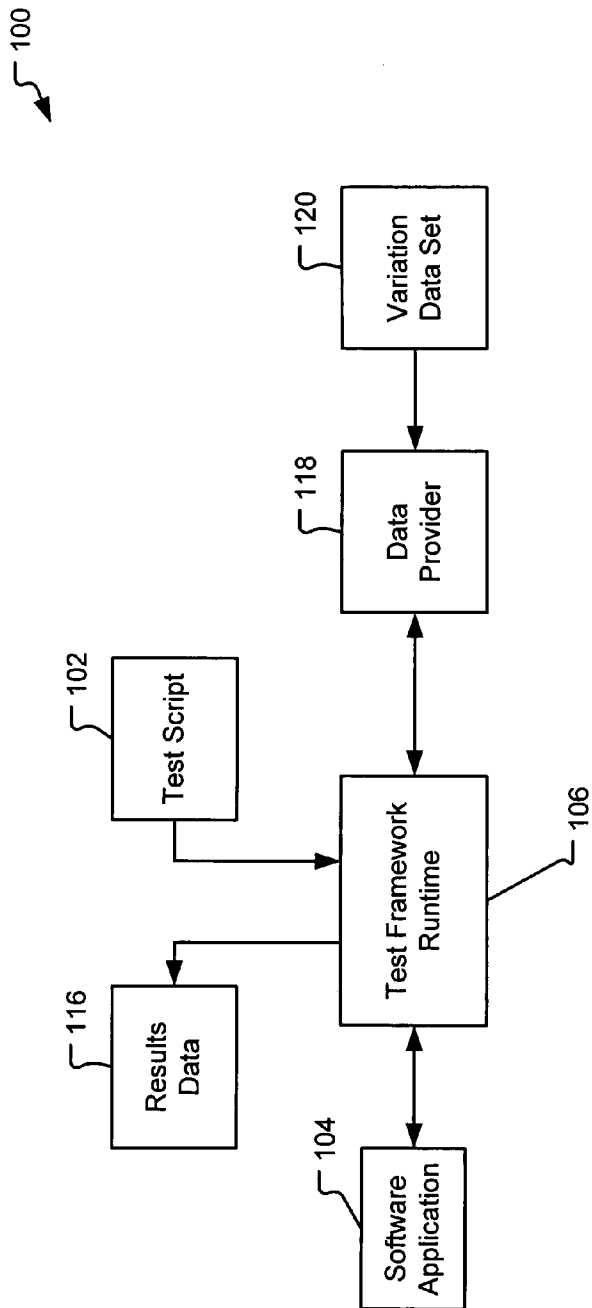 100
116
Results
Data
102
Test Script
104
Software
Application
Test Framework
Runtime
106
118
Data
Provider
120
Variation
Data Set